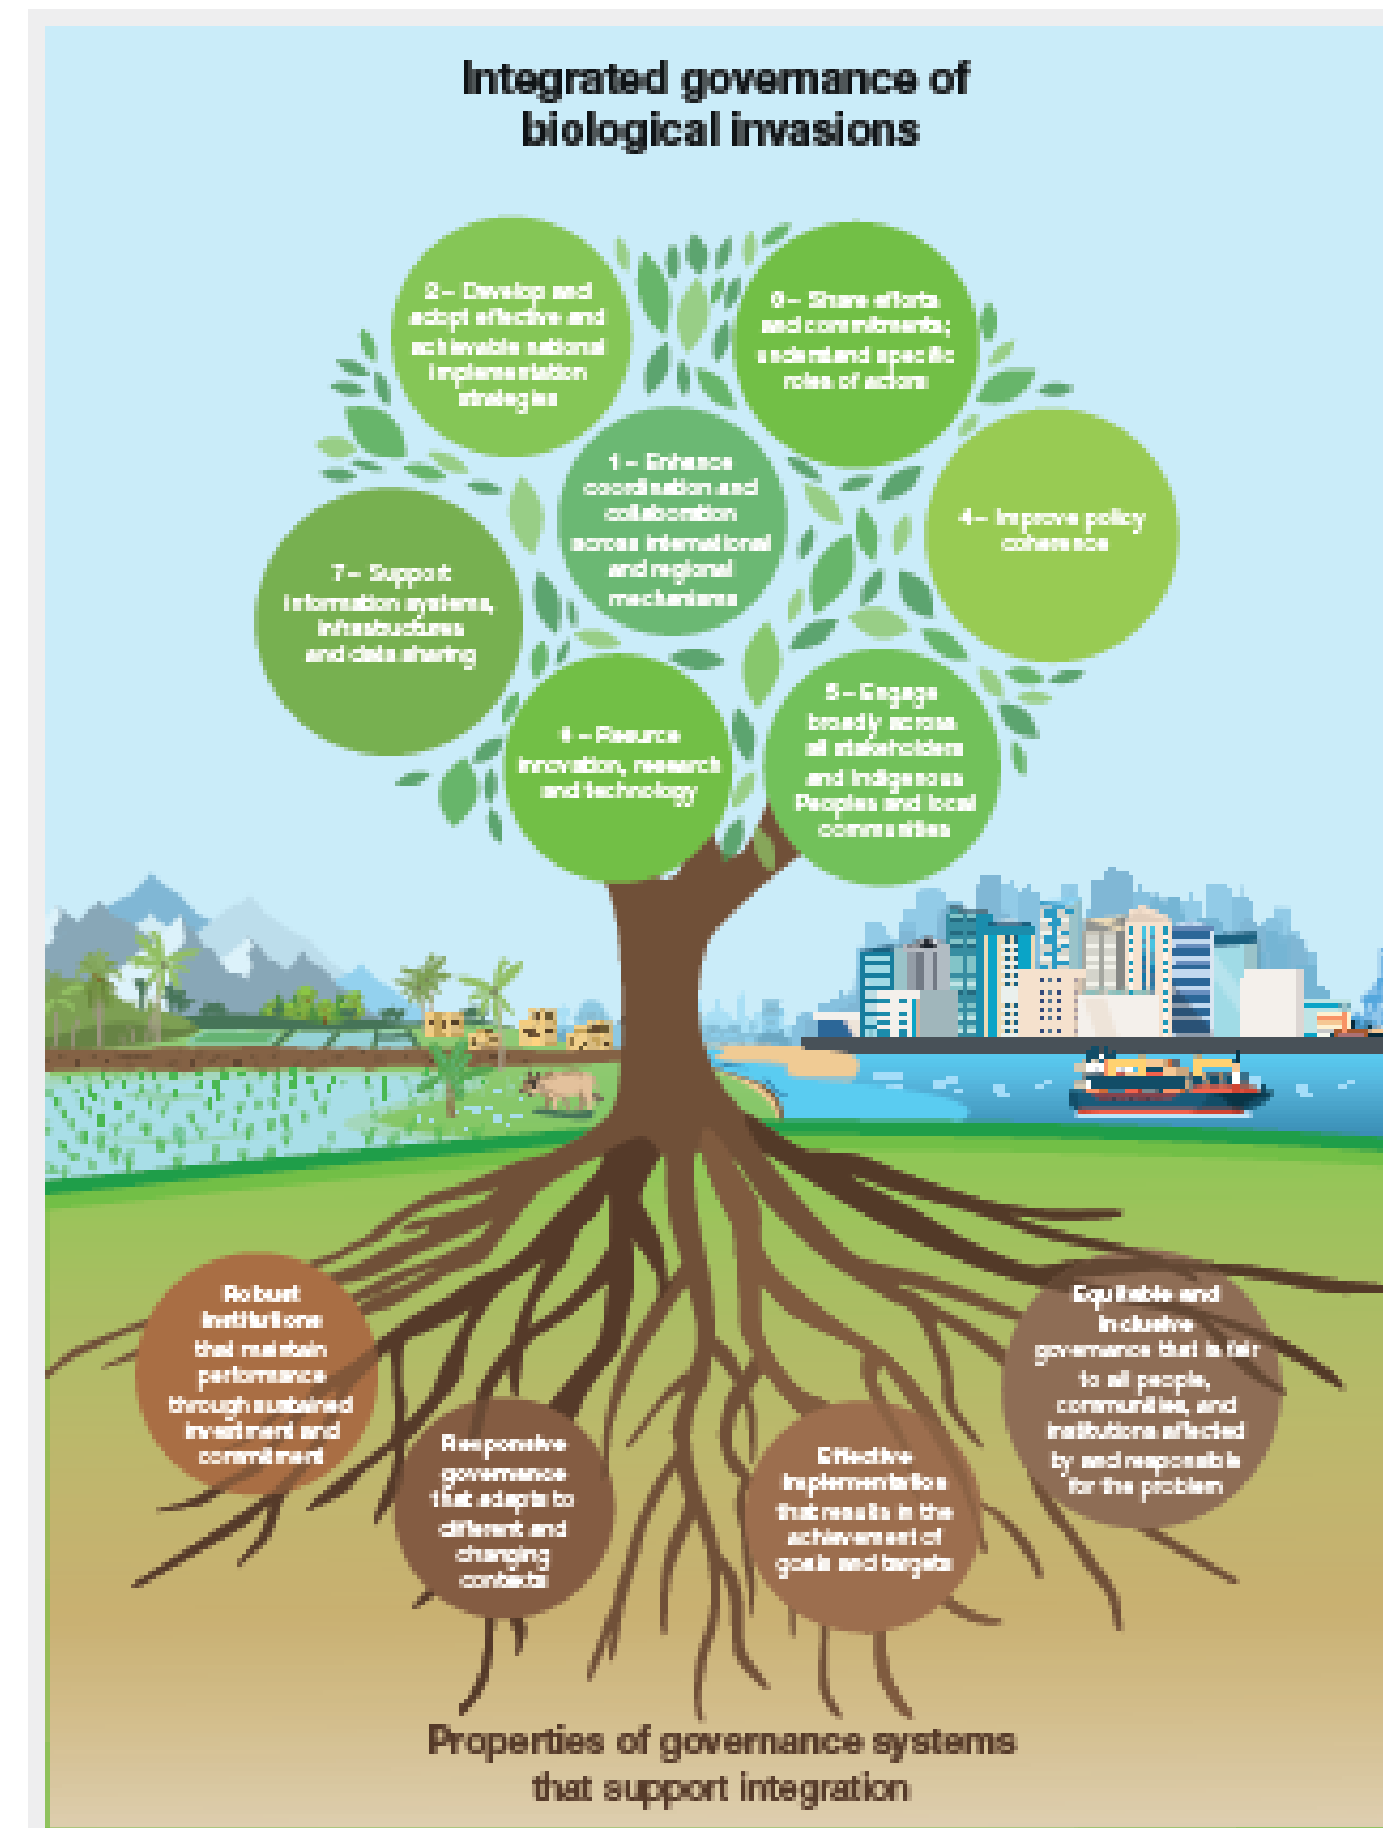 Integrated governance of
biological invasions
2 – Develop and
adopt effective and
achievable national
implementation
strategies
3 – Share efforts
and commitments;
understand specific
roles of actors
1 – Enhance
coordination and
collaboration
across international
and regional
mechanisms
4 – Improve policy
coherence
7 – Support
information systems,
infrastructures
and data sharing
6 – Resurce
innovation, research
and technology
5 – Engage
broadly across
all stakeholders
and Indigenous
Peoples and local
communities
Robust
institutions
that maintain
performance
through sustained
investment and
commitment
Responsive
governance
that adapts to
different and
changing
contexts
Effective
implementation
that results in the
achievement of
goals and targets
Equitable and
inclusive
governance that is fair
to all people,
communities, and
institutions affected
by and responsible
for the problem
Properties of governance systems
that support integration